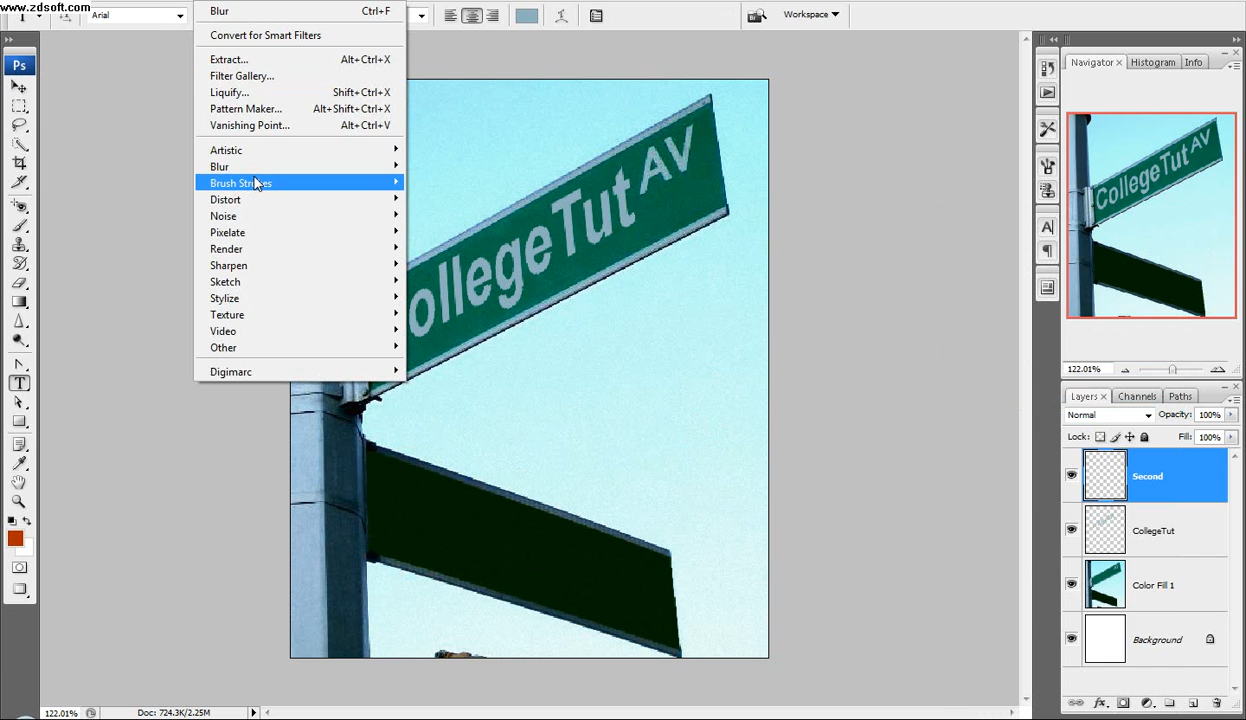 www.zdsoft.com
Arial
Workspace
Blur Ctrl+F
Convert for Smart Filters
Extract... Alt+Ctrl+X
Filter Gallery...
Liquify... Shift+Ctrl+X
Pattern Maker... Alt+Shift+Ctrl+X
Vanishing Point... Alt+Ctrl+V
Artistic
Blur
Brush Strokes
Distort
Noise
Pixelate
Render
Sharpen
Sketch
Stylize
Texture
Video
Other
Digimarc
Ps
ollegeTut AV
Navigator Histogram Info
CollegeTut AV
122.01%
Layers Channels Paths
Normal Opacity: 100%
Lock: Fill: 100%
Second
CollegeTut
Color Fill 1
Background
122.01% Doc: 724.3K/2.25M